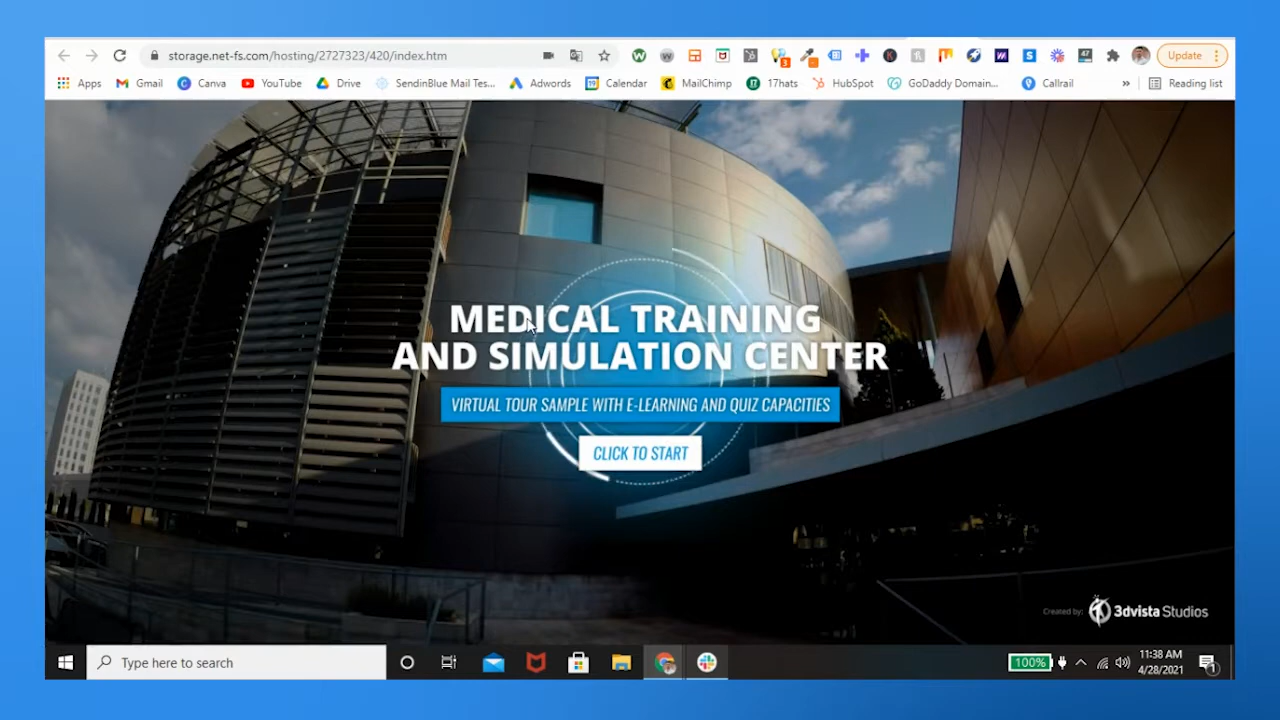 storage.net-fs.com/hosting/2727323/420/index.htm
Update
Apps
Gmail
Canva
YouTube
Drive
SendinBlue Mail Tes...
Adwords
Calendar
MailChimp
17hats
HubSpot
GoDaddy Domain...
Callrail
»
Reading list
MEDICAL TRAINING
AND SIMULATION CENTER
VIRTUAL TOUR SAMPLE WITH E-LEARNING AND QUIZ CAPACITIES
CLICK TO START
Created by: 3dvista Studios
Type here to search
100%
11:38 AM
4/28/2021
1